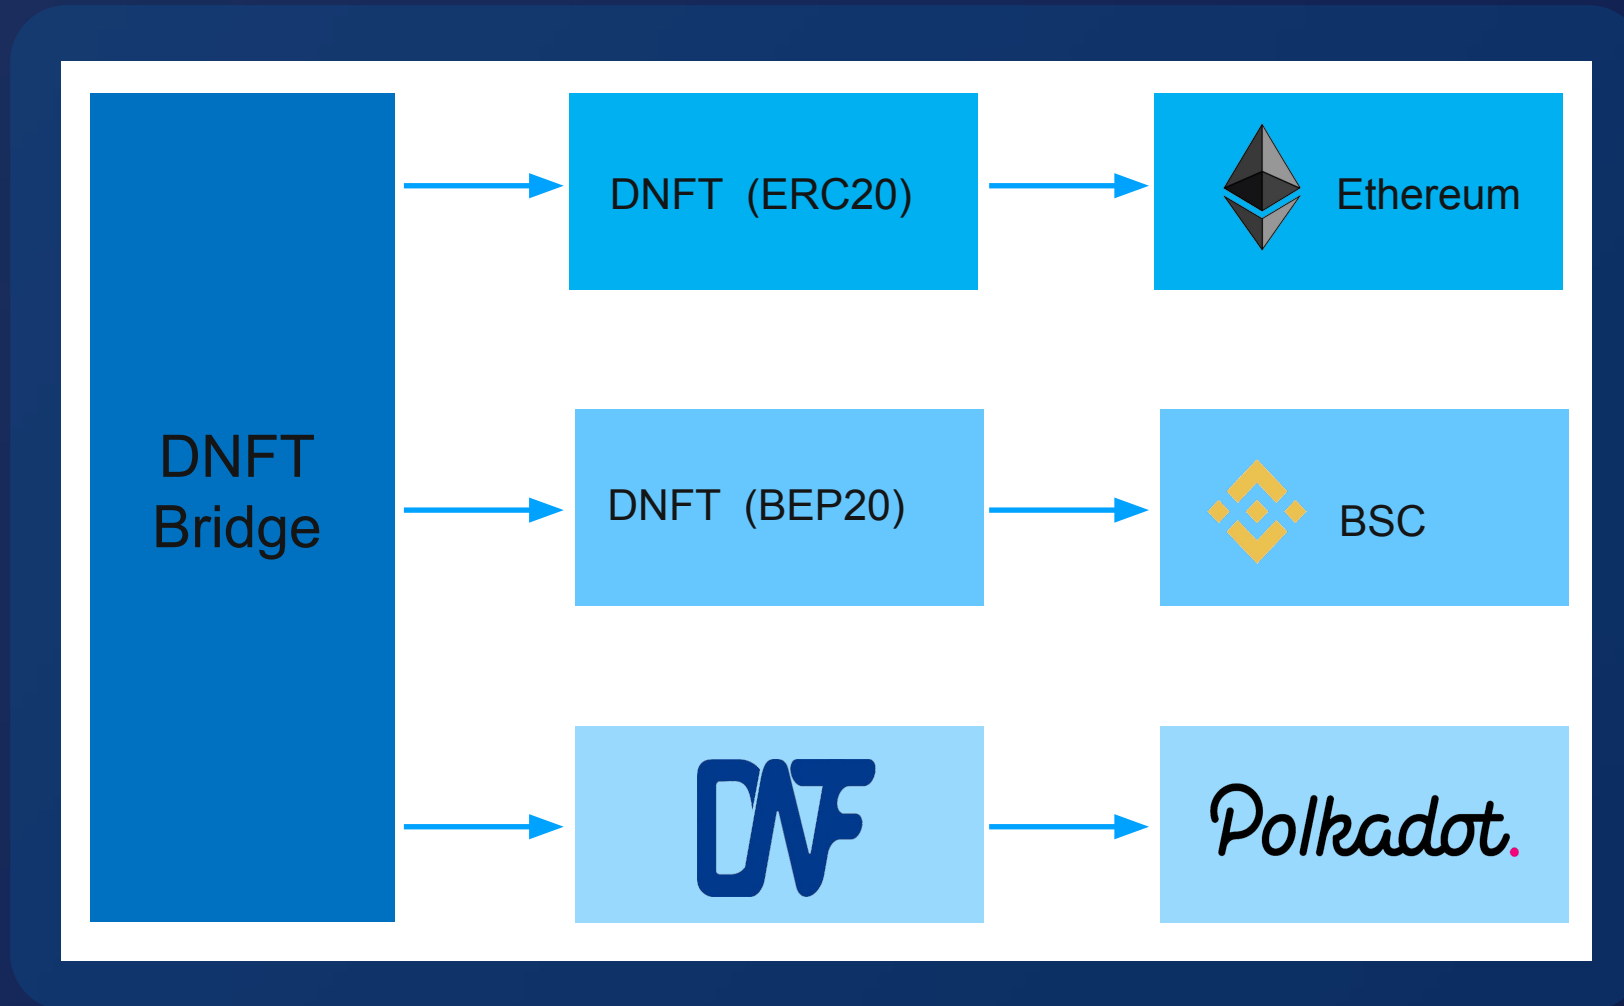 DNFT
Bridge
DNFT (ERC20)
Ethereum
DNFT (BEP20)
BSC
DNF
Polkadot.